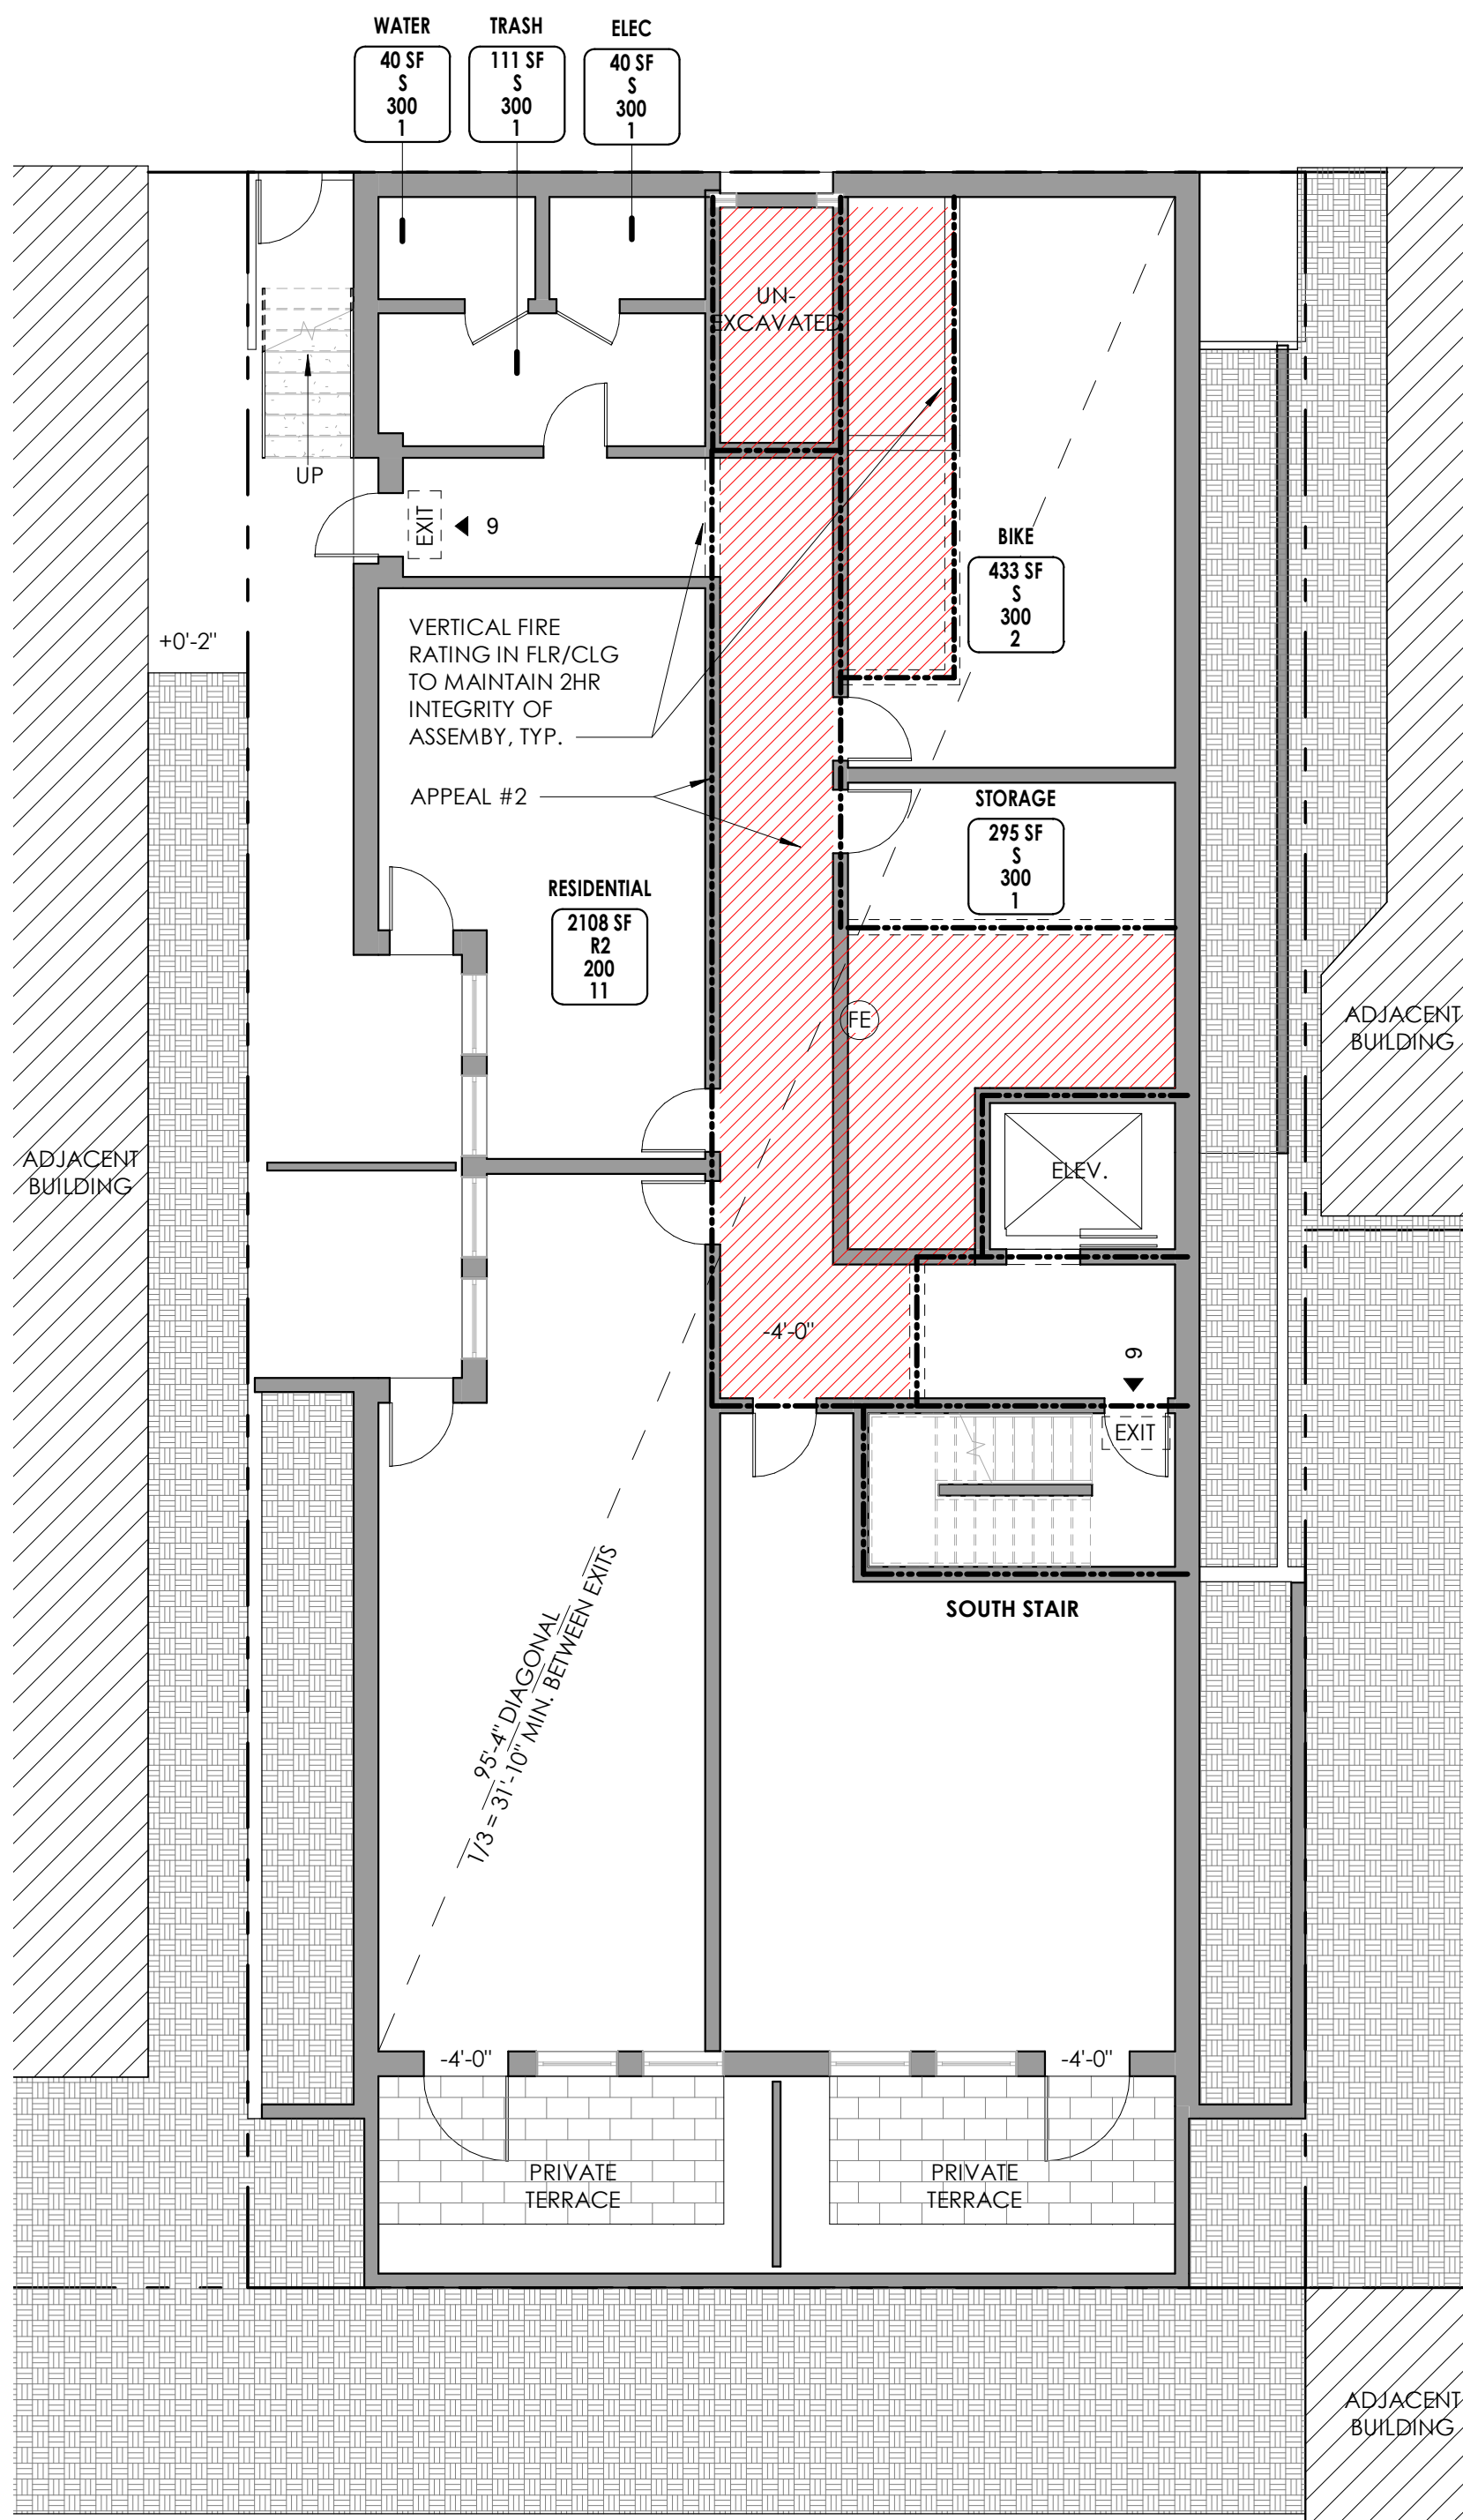 WATER
40 SF
S
300
1
TRASH
111 SF
S
300
1
ELEC
40 SF
S
300
1
UN-
EXCAVATED
UP
EXIT
9
BIKE
433 SF
S
300
2
+0'-2"
VERTICAL FIRE
RATING IN FLR/CLG
TO MAINTAIN 2HR
INTEGRITY OF
ASSEMBY, TYP.
APPEAL #2
STORAGE
295 SF
S
300
1
RESIDENTIAL
2108 SF
R2
200
11
FE
ADJACENT
BUILDING
ADJACENT
BUILDING
ELEV.
-4'-0"
9
EXIT
SOUTH STAIR
95'-4" DIAGONAL
1/3 = 31'-10" MIN. BETWEEN EXITS
-4'-0"
-4'-0"
PRIVATE
TERRACE
PRIVATE
TERRACE
ADJACENT
BUILDING